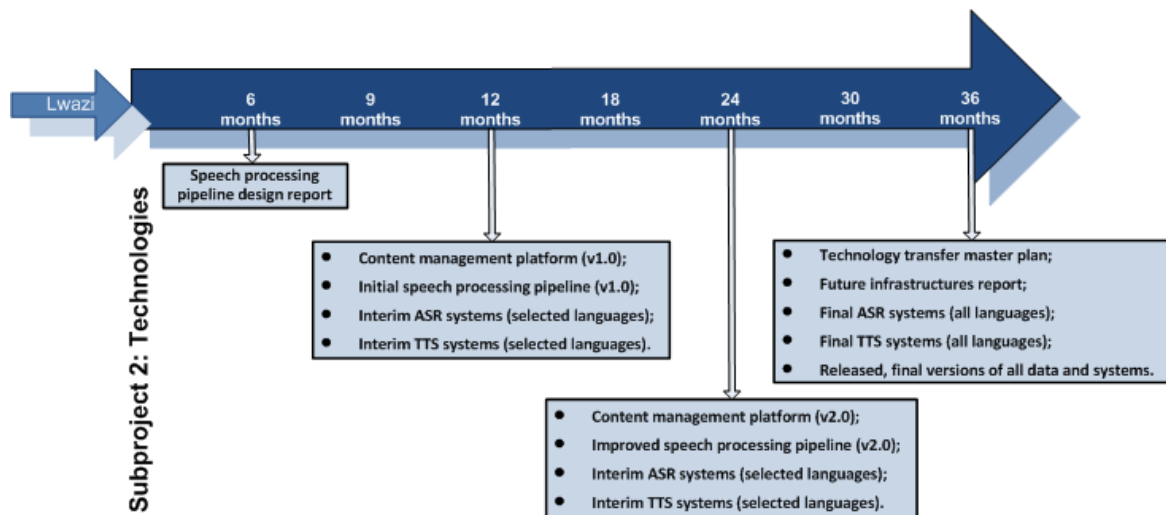 Lwazi
6
months
9
months
12
months
18
months
24
months
30
months
36
months
Subproject 2: Technologies
Speech processing
pipeline design report
● Content management platform (v1.0);
● Initial speech processing pipeline (v1.0);
● Interim ASR systems (selected languages);
● Interim TTS systems (selected languages).
● Content management platform (v2.0);
● Improved speech processing pipeline (v2.0);
● Interim ASR systems (selected languages);
● Interim TTS systems (selected languages).
● Technology transfer master plan;
● Future infrastructures report;
● Final ASR systems (all languages);
● Final TTS systems (all languages);
● Released, final versions of all data and systems.